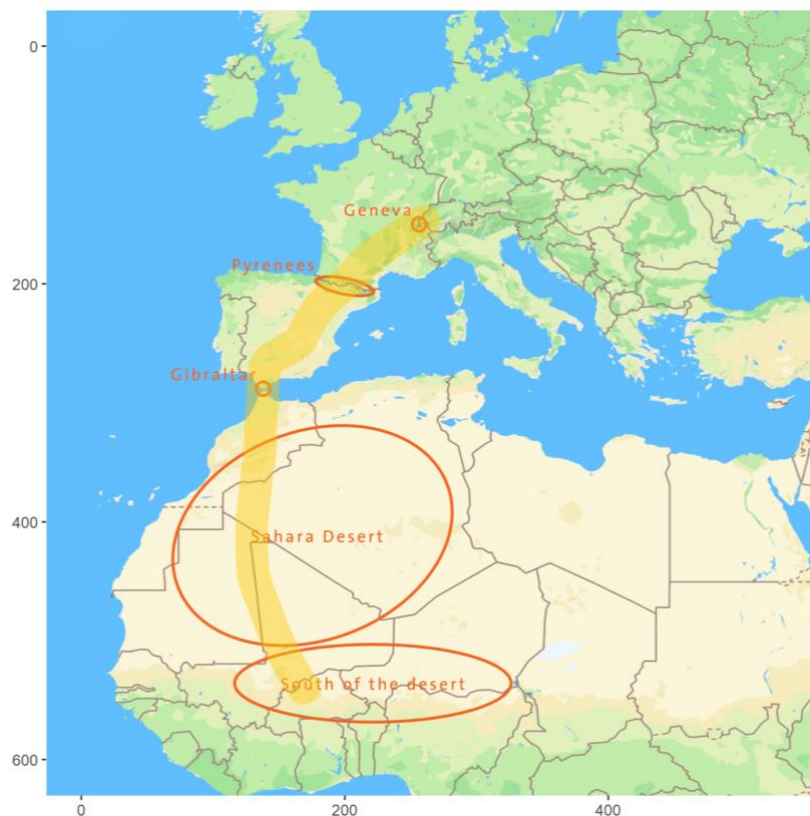 0
Geneva
Pyrenees
200
Gibraltar
400
Sahara Desert
South of the desert
600
0
200
400